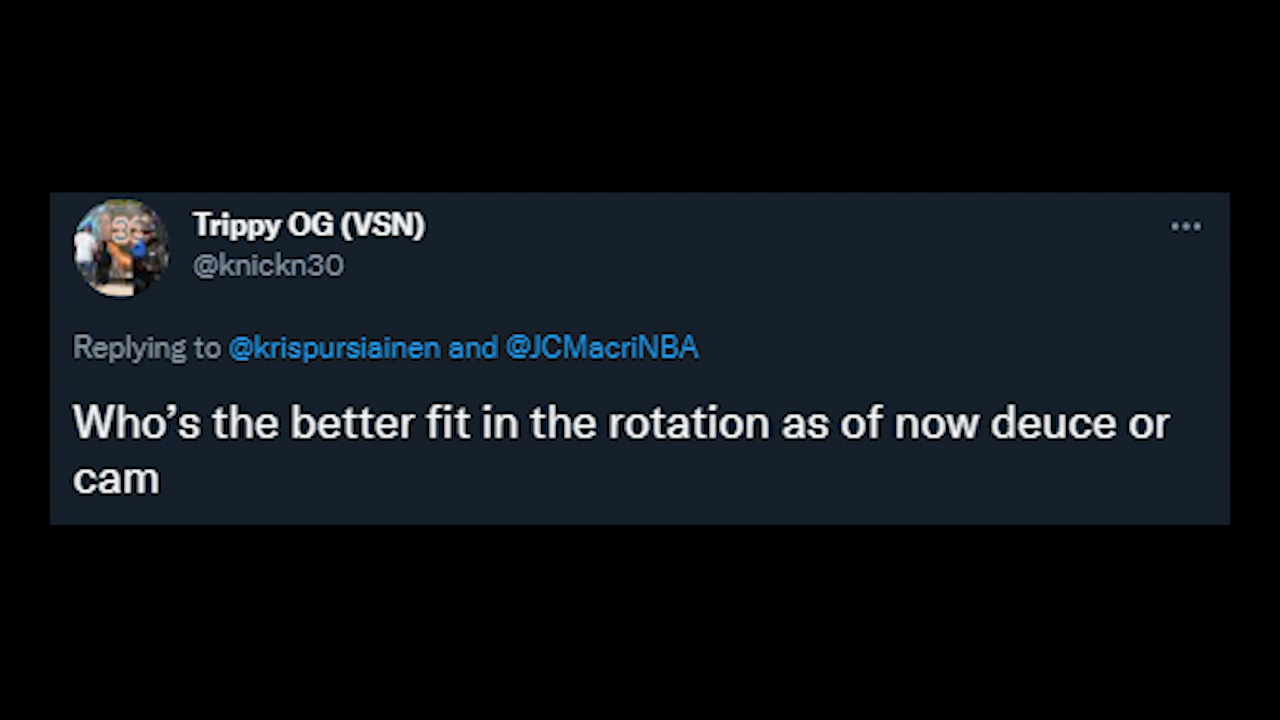 Trippy OG (VSN)
@knickn30
Replying to @krispursiainen and @JCMacriNBA
Who’s the better fit in the rotation as of now deuce or
cam